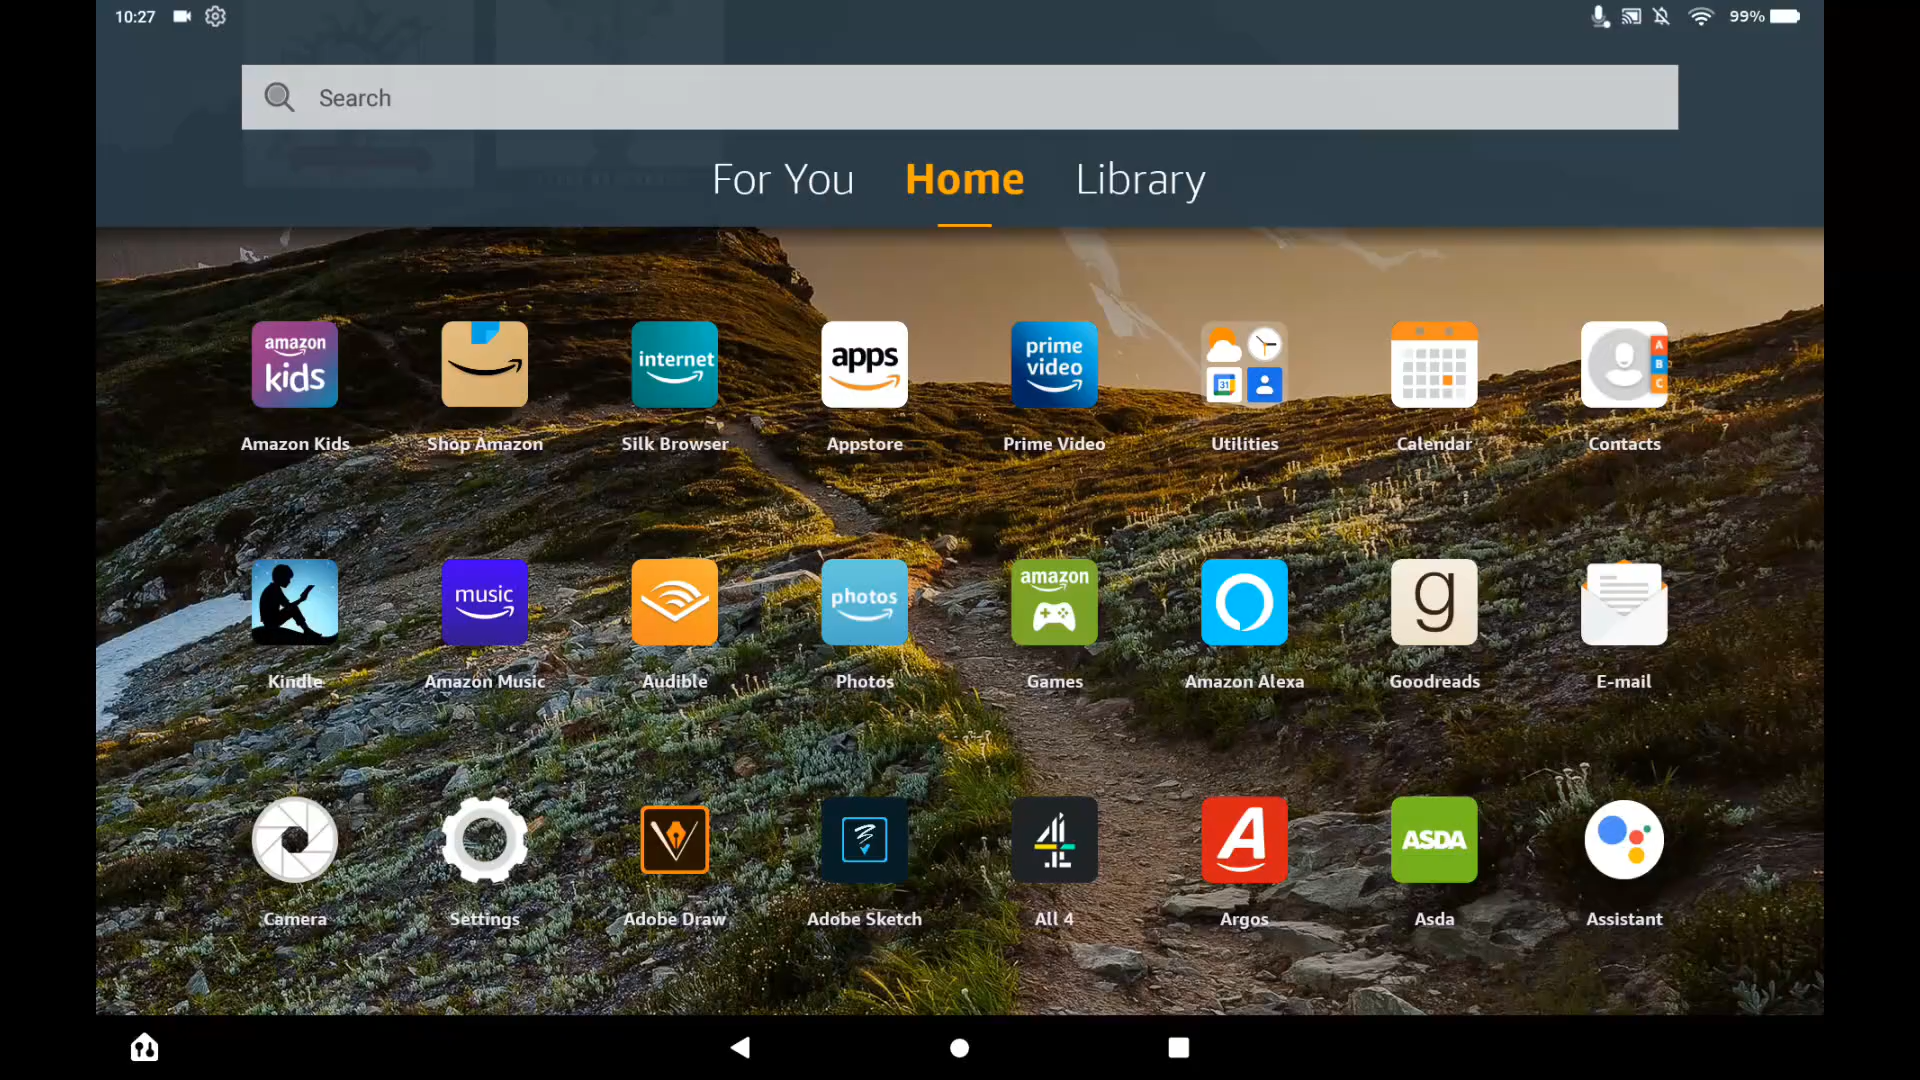 10:27
99%
Search
For You Home Library
amazon kids
internet
apps
prime video
31
A
B
C
Amazon Kids Shop Amazon Silk Browser Appstore Prime Video Utilities Calendar Contacts
music
photos
amazon
g
Kindle Amazon Music Audible Photos Games Amazon Alexa Goodreads E-mail
4
A
ASDA
Camera Settings Adobe Draw Adobe Sketch All 4 Argos Asda Assistant